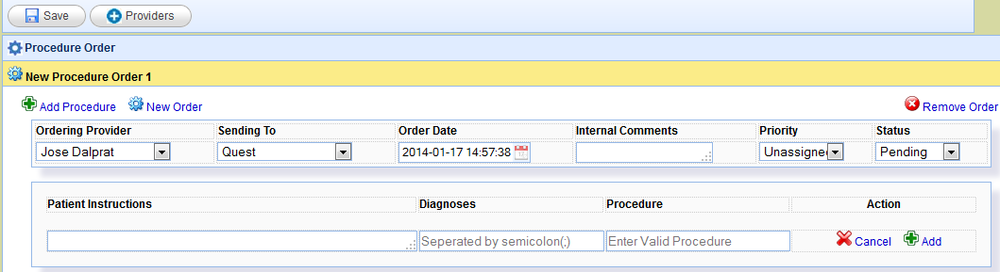 Save Providers
Procedure Order
New Procedure Order 1
Add Procedure New Order Remove Order
Ordering Provider Sending To Order Date Internal Comments Priority Status
Jose Dalprat Quest 2014-01-17 14:57:38 Unassigned Pending
Patient Instructions Diagnoses Procedure Action
Seperated by semicolon(;) Enter Valid Procedure Cancel Add